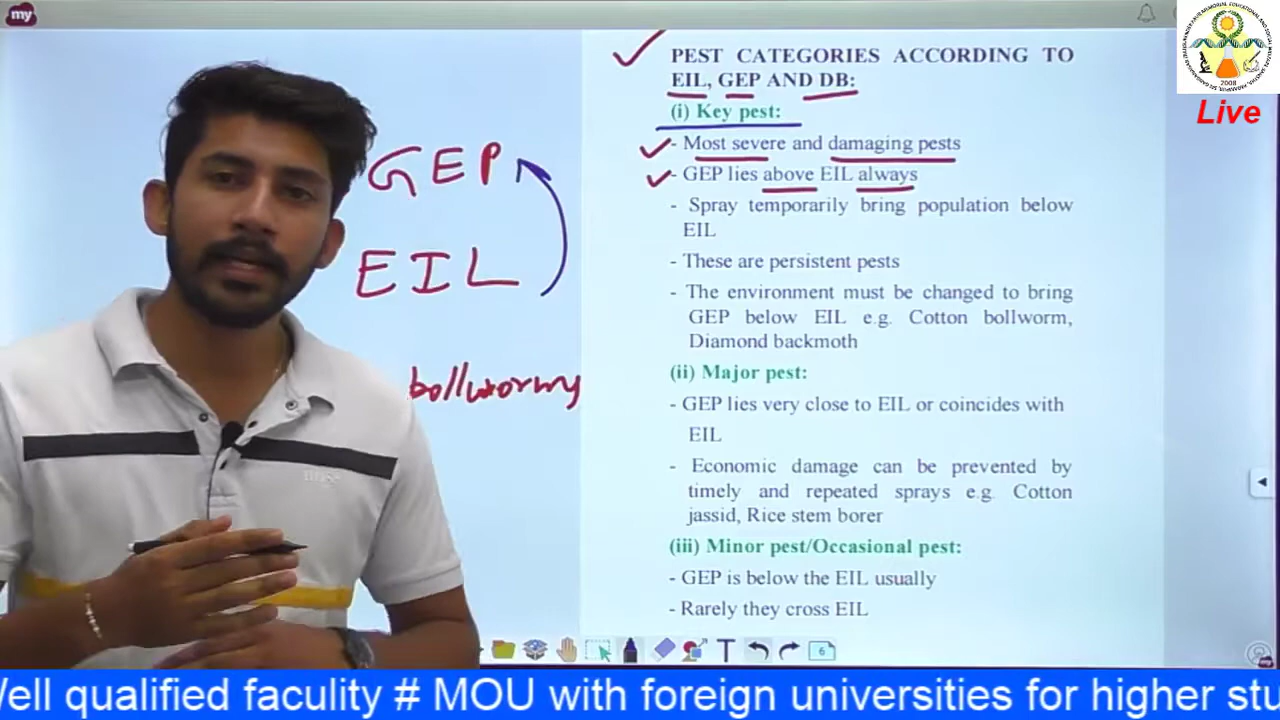 my
Live
PEST CATEGORIES ACCORDING TO
EIL, GEP AND DB:
(i) Key pest:
- Most severe and damaging pests
- GEP lies above EIL always
- Spray temporarily bring population below
EIL
- These are persistent pests
- The environment must be changed to bring
GEP below EIL e.g. Cotton bollworm,
Diamond backmoth
(ii) Major pest:
- GEP lies very close to EIL or coincides with
EIL
- Economic damage can be prevented by
timely and repeated sprays e.g. Cotton
jassid, Rice stem borer
(iii) Minor pest/Occasional pest:
- GEP is below the EIL usually
- Rarely they cross EIL
GEP
EIL
bollworms
T
6
2008
Well qualified faculity # MOU with foreign universities for higher stu